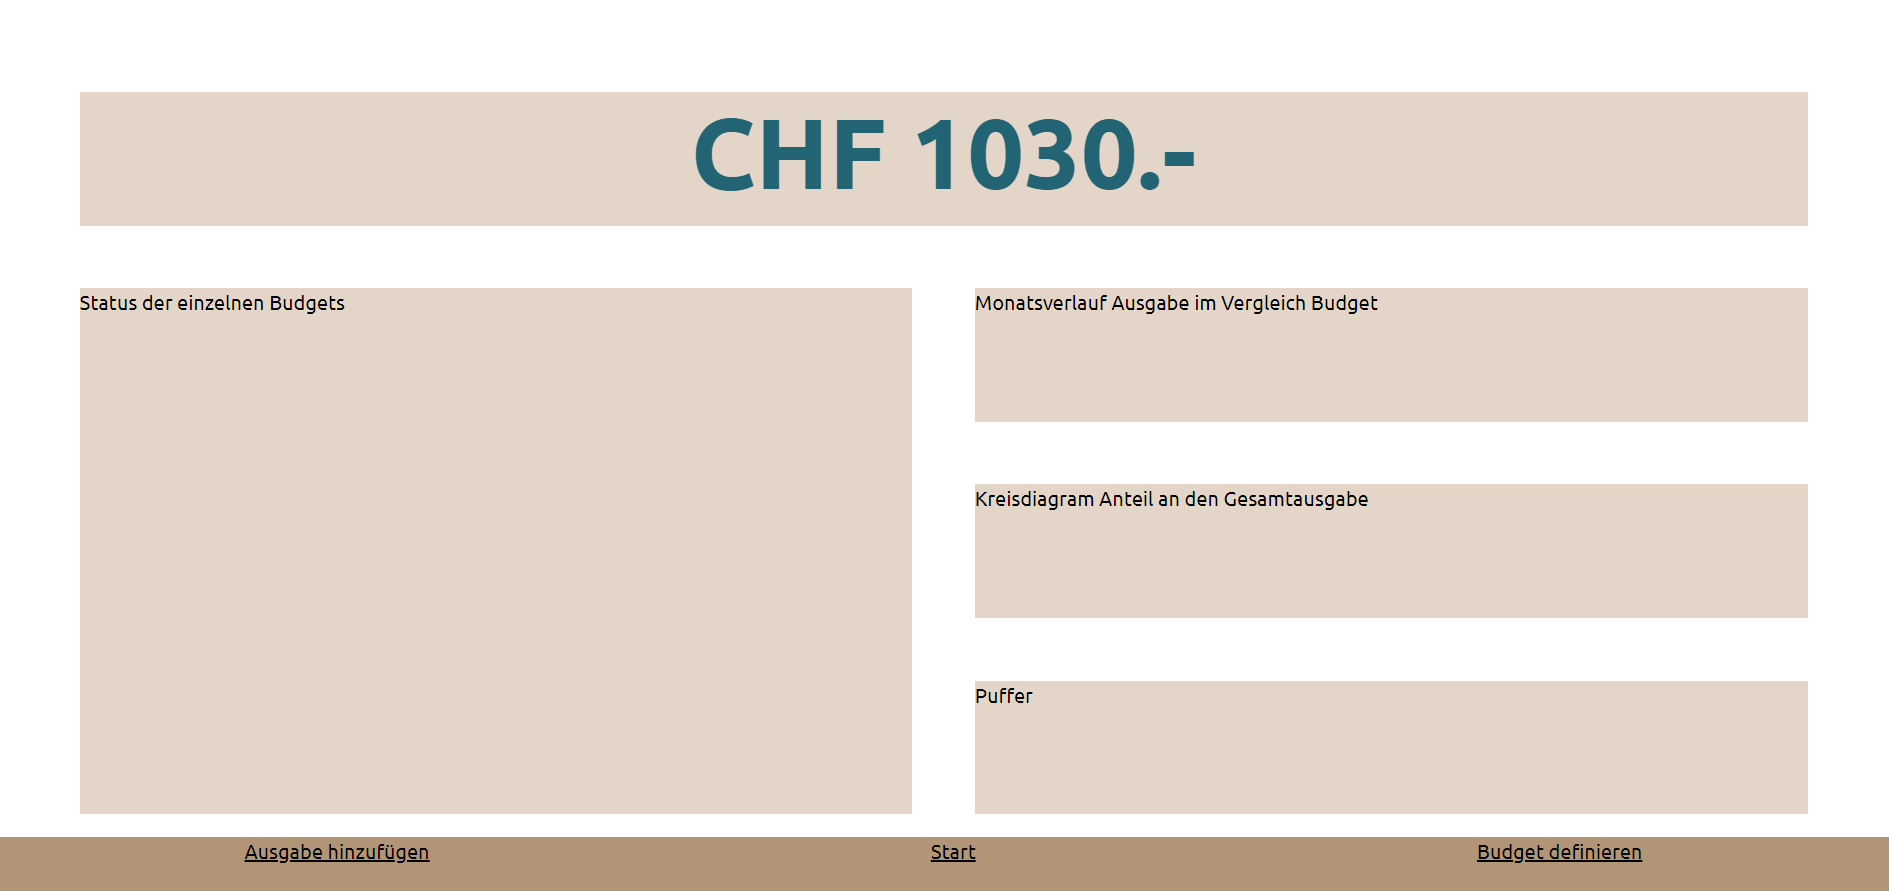 CHF 1030.-
Status der einzelnen Budgets
Monatsverlauf Ausgabe im Vergleich Budget
Kreisdiagram Anteil an den Gesamtausgabe
Puffer
Ausgabe hinzufügen
Start
Budget definieren